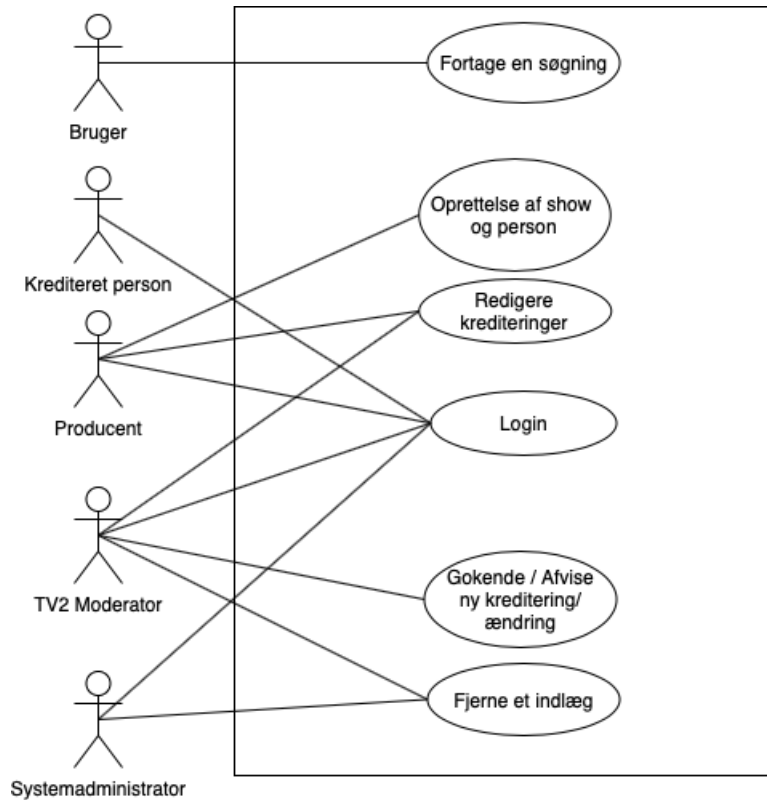 Fortage en søgning
Bruger
Oprettelse af show
og person
Krediteret person
Redigere
krediteringer
Producent
Login
Gokende / Afvise
ny kreditering/
ændring
TV2 Moderator
Fjerne et indlæg
Systemadministrator